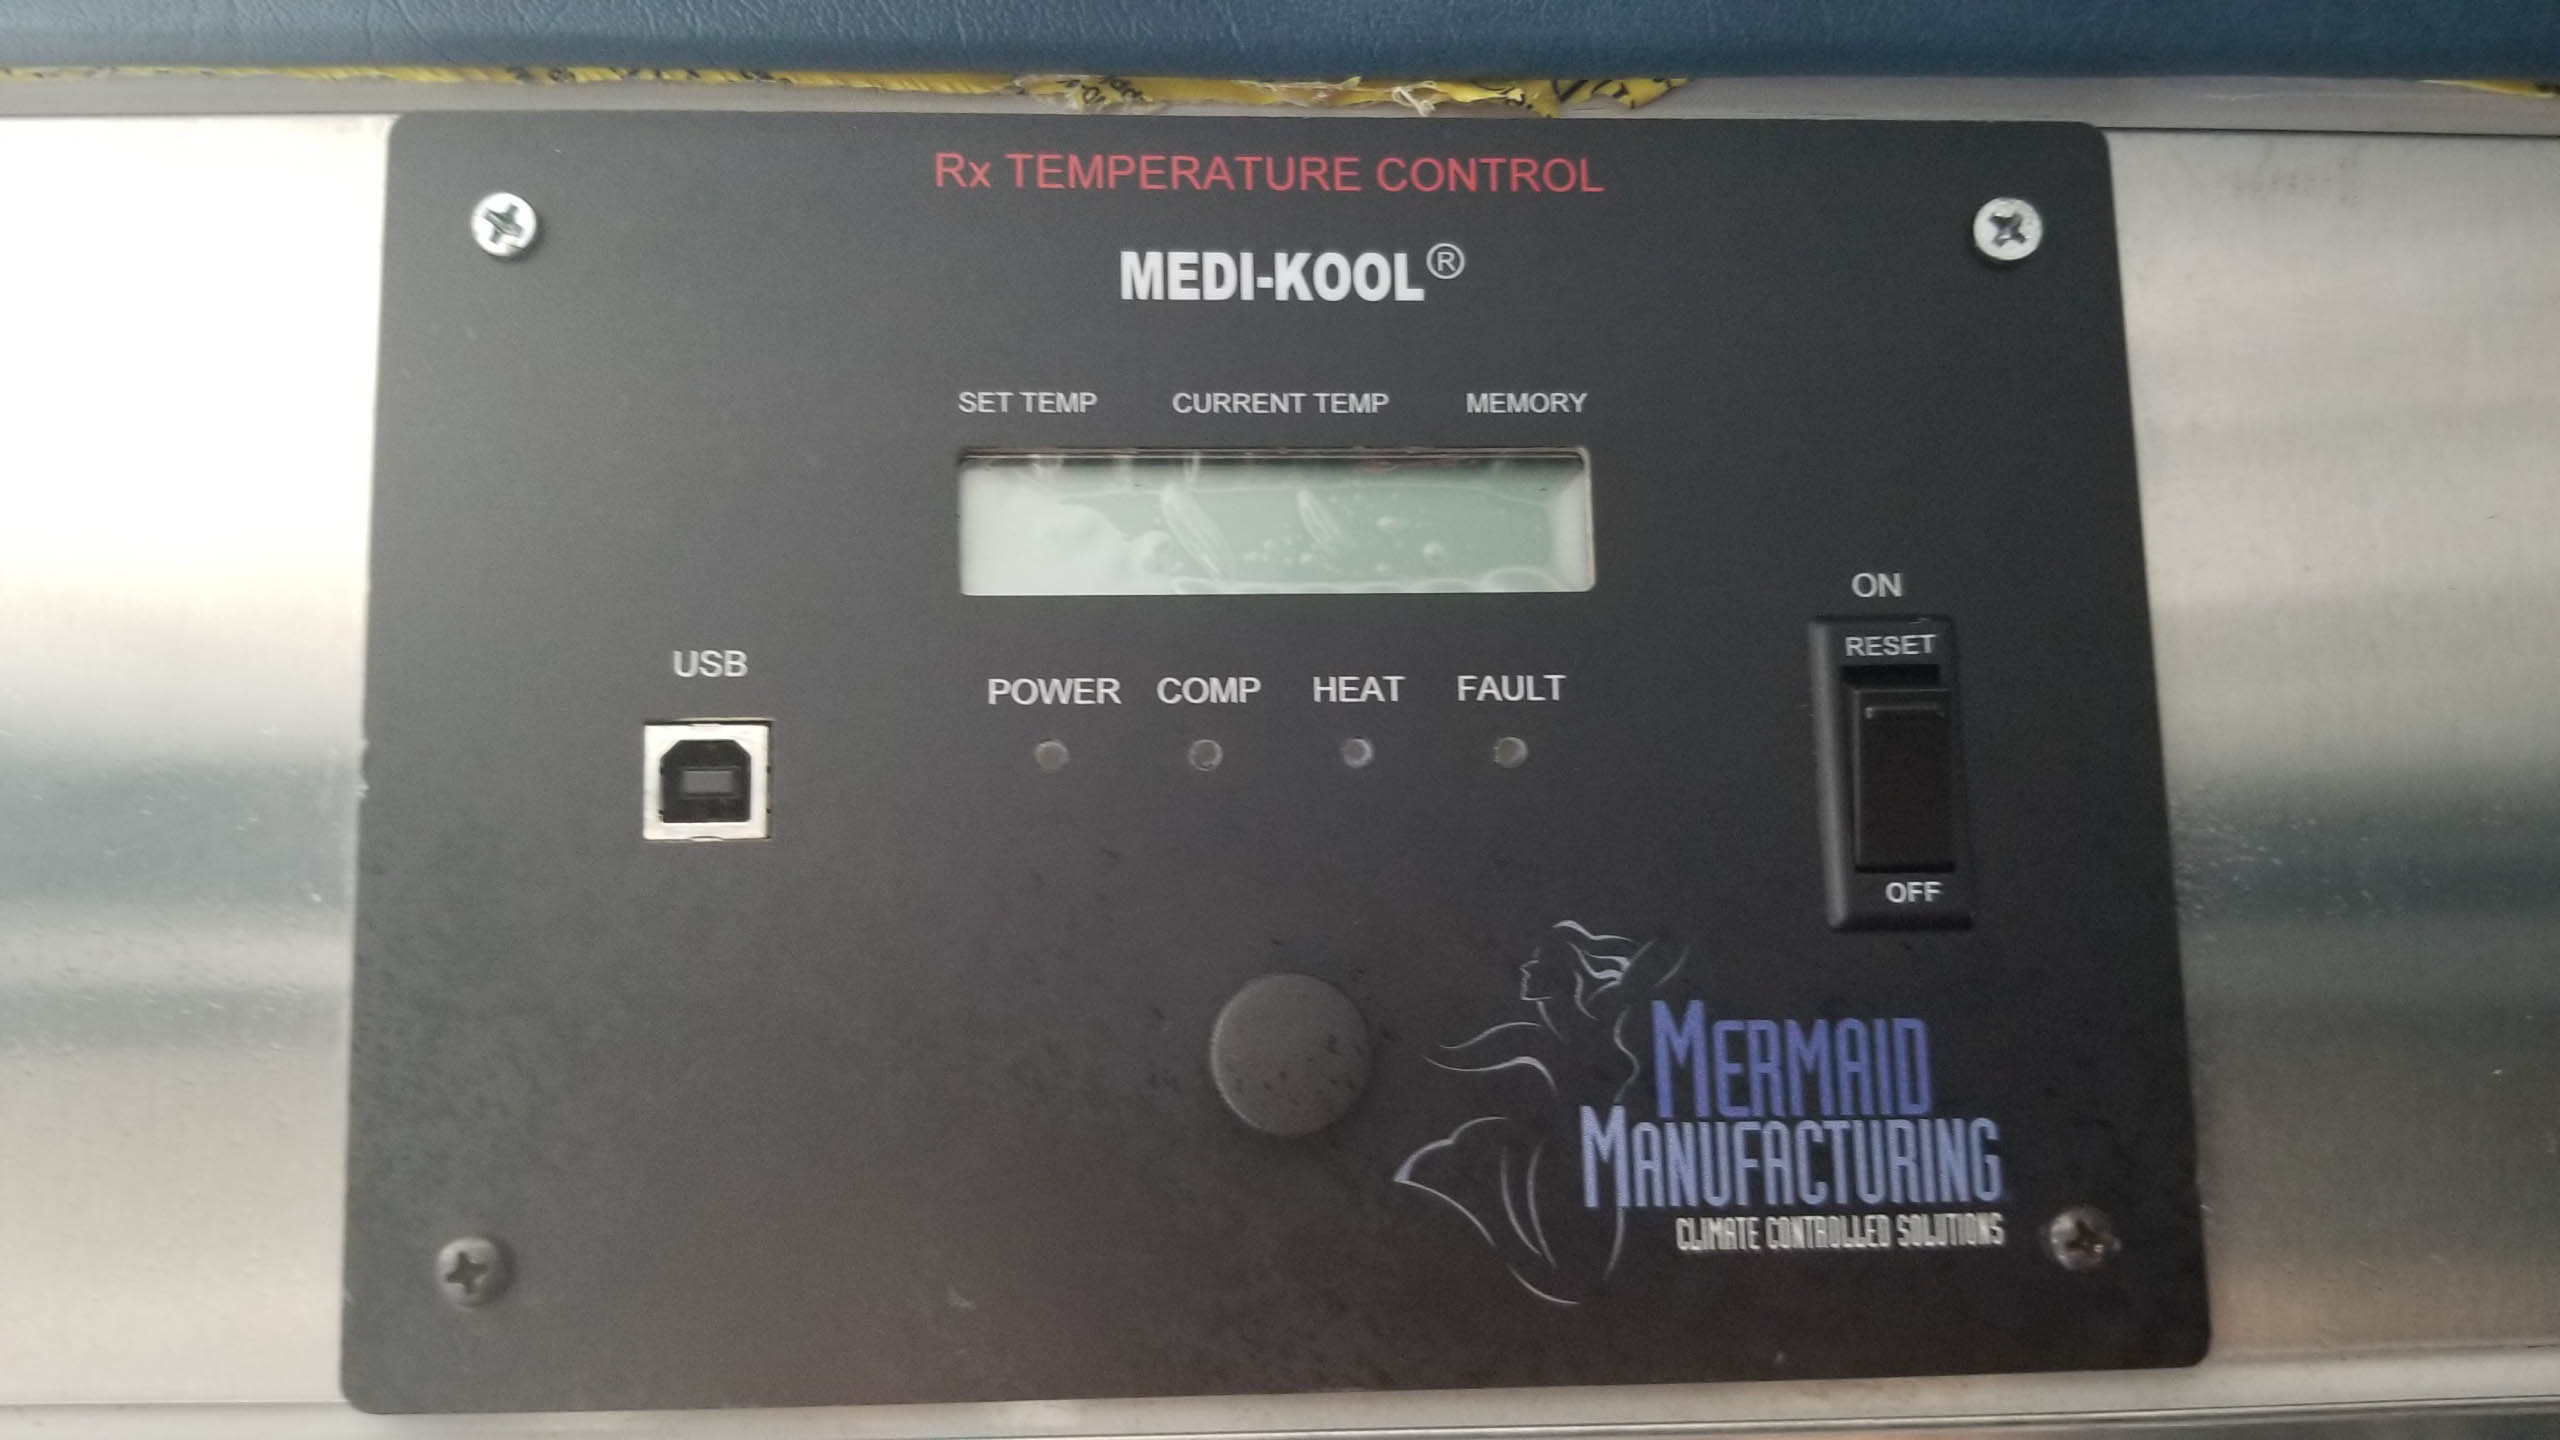 Rx TEMPERATURE CONTROL
MEDI-KOOL®
SET TEMP CURRENT TEMP MEMORY
ON
RESET
USB
POWER COMP HEAT FAULT
OFF
MERMAID
MANUFACTURING
CLIMATE CONTROLLED SOLUTIONS